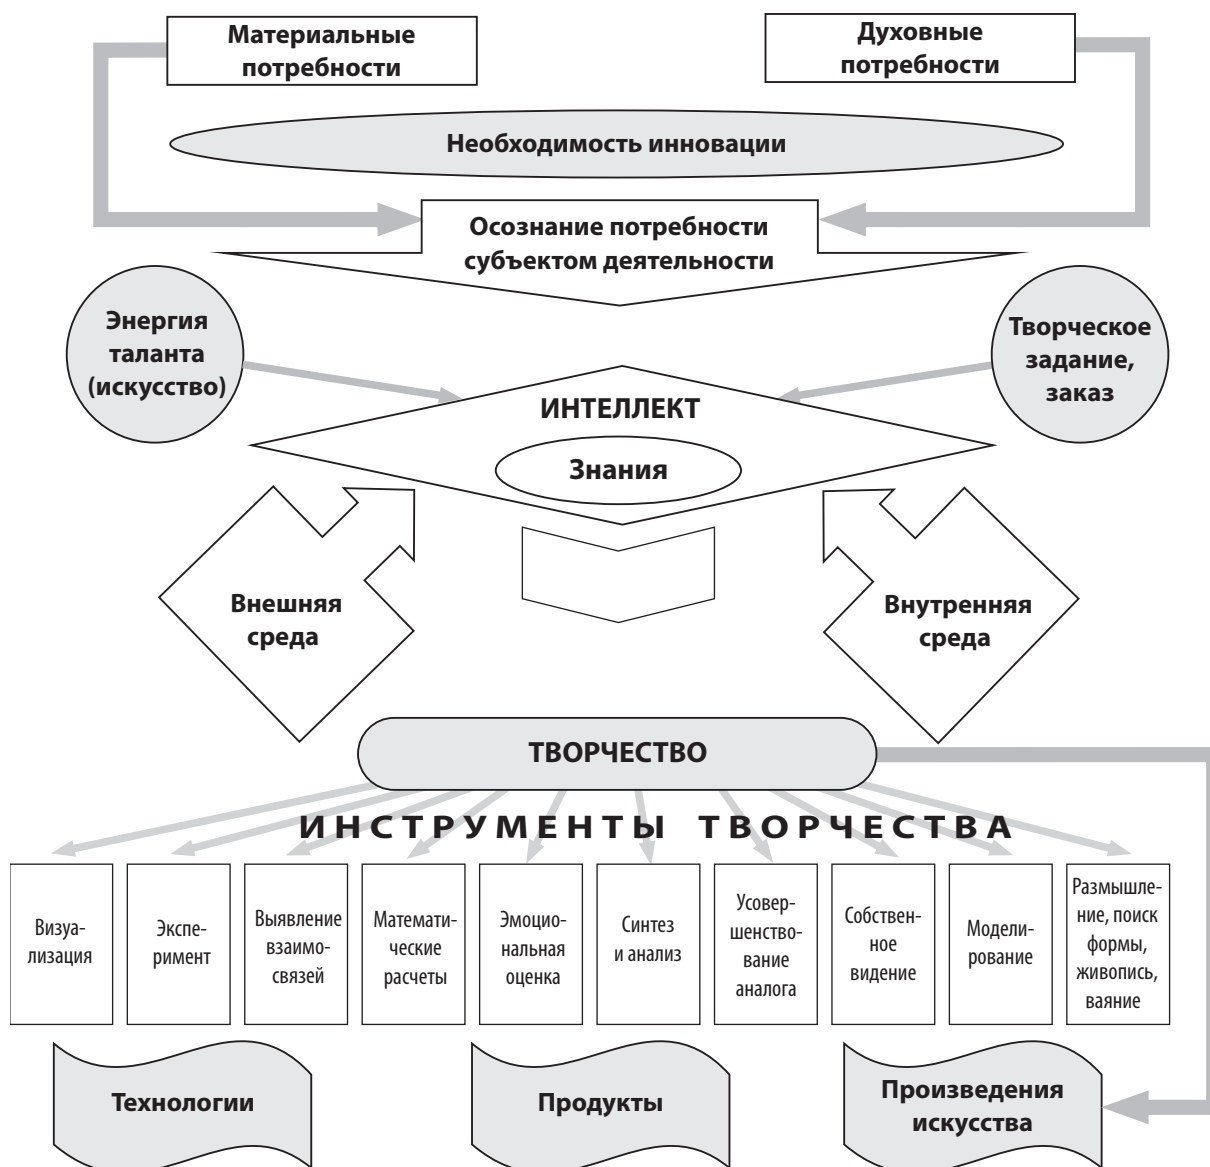 Материальные
потребности
Духовные
потребности
Необходимость инновации
Осознание потребности
субъектом деятельности
Энергия
таланта
(искусство)
Творческое
задание,
заказ
ИНТЕЛЛЕКТ
Знания
Внешняя
среда
Внутренняя
среда
ТВОРЧЕСТВО
ИНСТРУМЕНТЫ ТВОРЧЕСТВА
Визуа-
лизация
Экспе-
римент
Выявление
взаимо-
связей
Математи-
ческие
расчеты
Эмоцио-
нальная
оценка
Синтез
и анализ
Усовер-
шенство-
вание
аналога
Собствен-
ное
видение
Модели-
рование
Размышле-
ние, поиск
формы,
живопись,
ваяние
Технологии
Продукты
Произведения
искусства